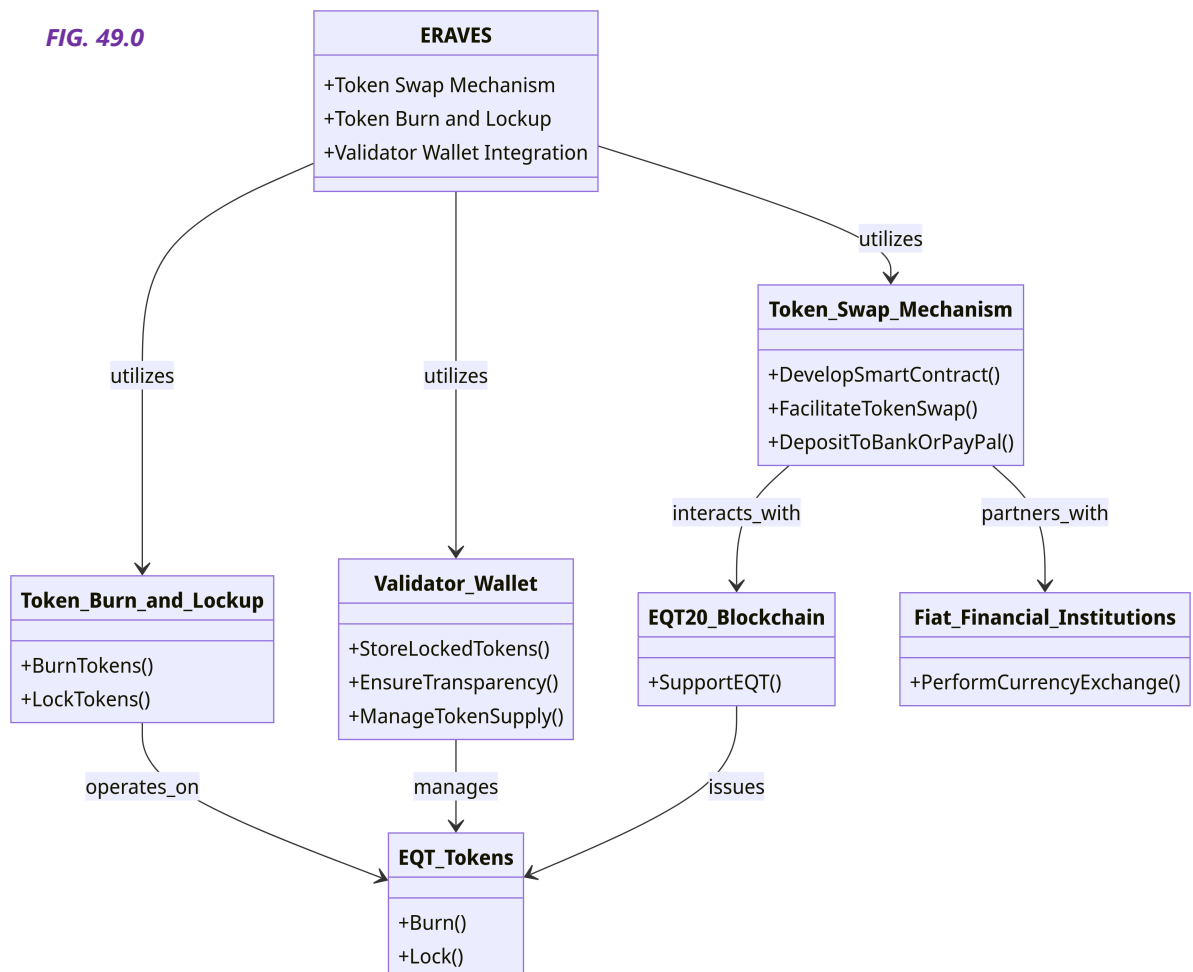 FIG. 49.0
ERAVES
+Token Swap Mechanism
+Token Burn and Lockup
+Validator Wallet Integration
utilizes
utilizes
utilizes
Token_Swap_Mechanism
+DevelopSmartContract()
+FacilitateTokenSwap()
+DepositToBankOrPayPal()
interacts_with
partners_with
Token_Burn_and_Lockup
+BurnTokens()
+LockTokens()
Validator_Wallet
+StoreLockedTokens()
+EnsureTransparency()
+ManageTokenSupply()
EQT20_Blockchain
+SupportEQT()
Fiat_Financial_Institutions
+PerformCurrencyExchange()
operates_on
manages
issues
EQT_Tokens
+Burn()
+Lock()